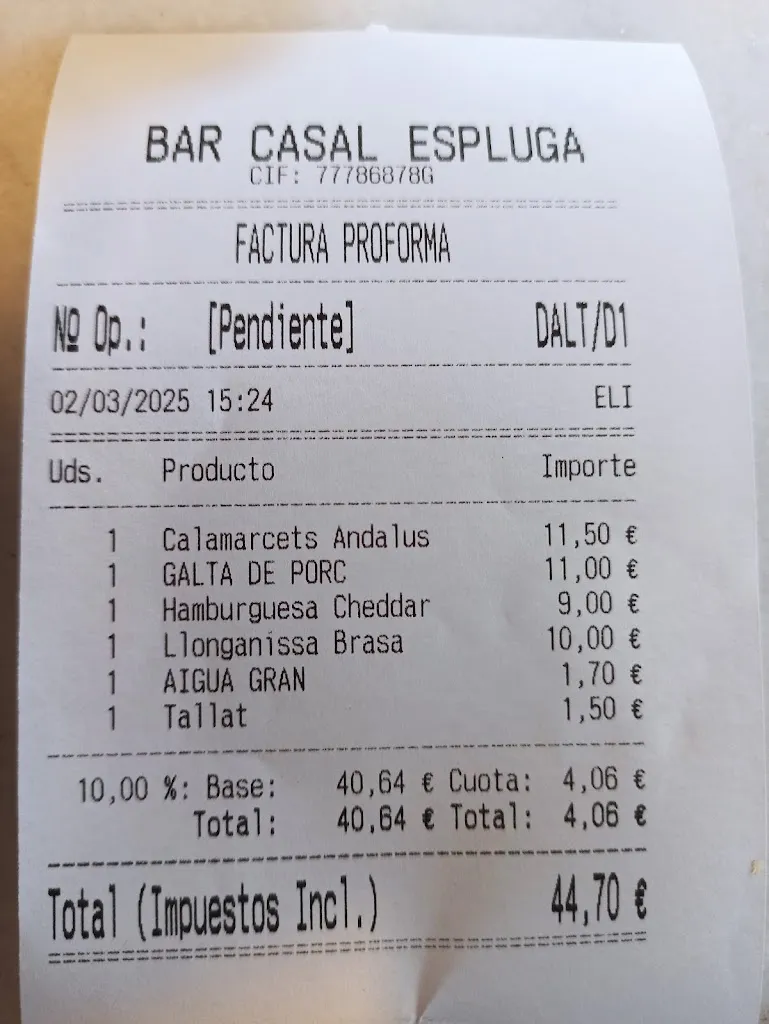 BAR CASAL ESPLUGA
CIF: 77786878G
FACTURA PROFORMA
Nº Op.: [Pendiente] DALT/D1
02/03/2025 15:24 ELI
Uds. Producto Importe
1 Calamarcets Andalus 11,50 €
1 GALTA DE PORC 11,00 €
1 Hamburguesa Cheddar 9,00 €
1 Llonganissa Brasa 10,00 €
1 AIGUA GRAN 1,70 €
1 Tallat 1,50 €
10,00 %: Base: 40,64 € Cuota: 4,06 €
Total: 40,64 € Total: 4,06 €
Total (Impuestos Incl.) 44,70 €